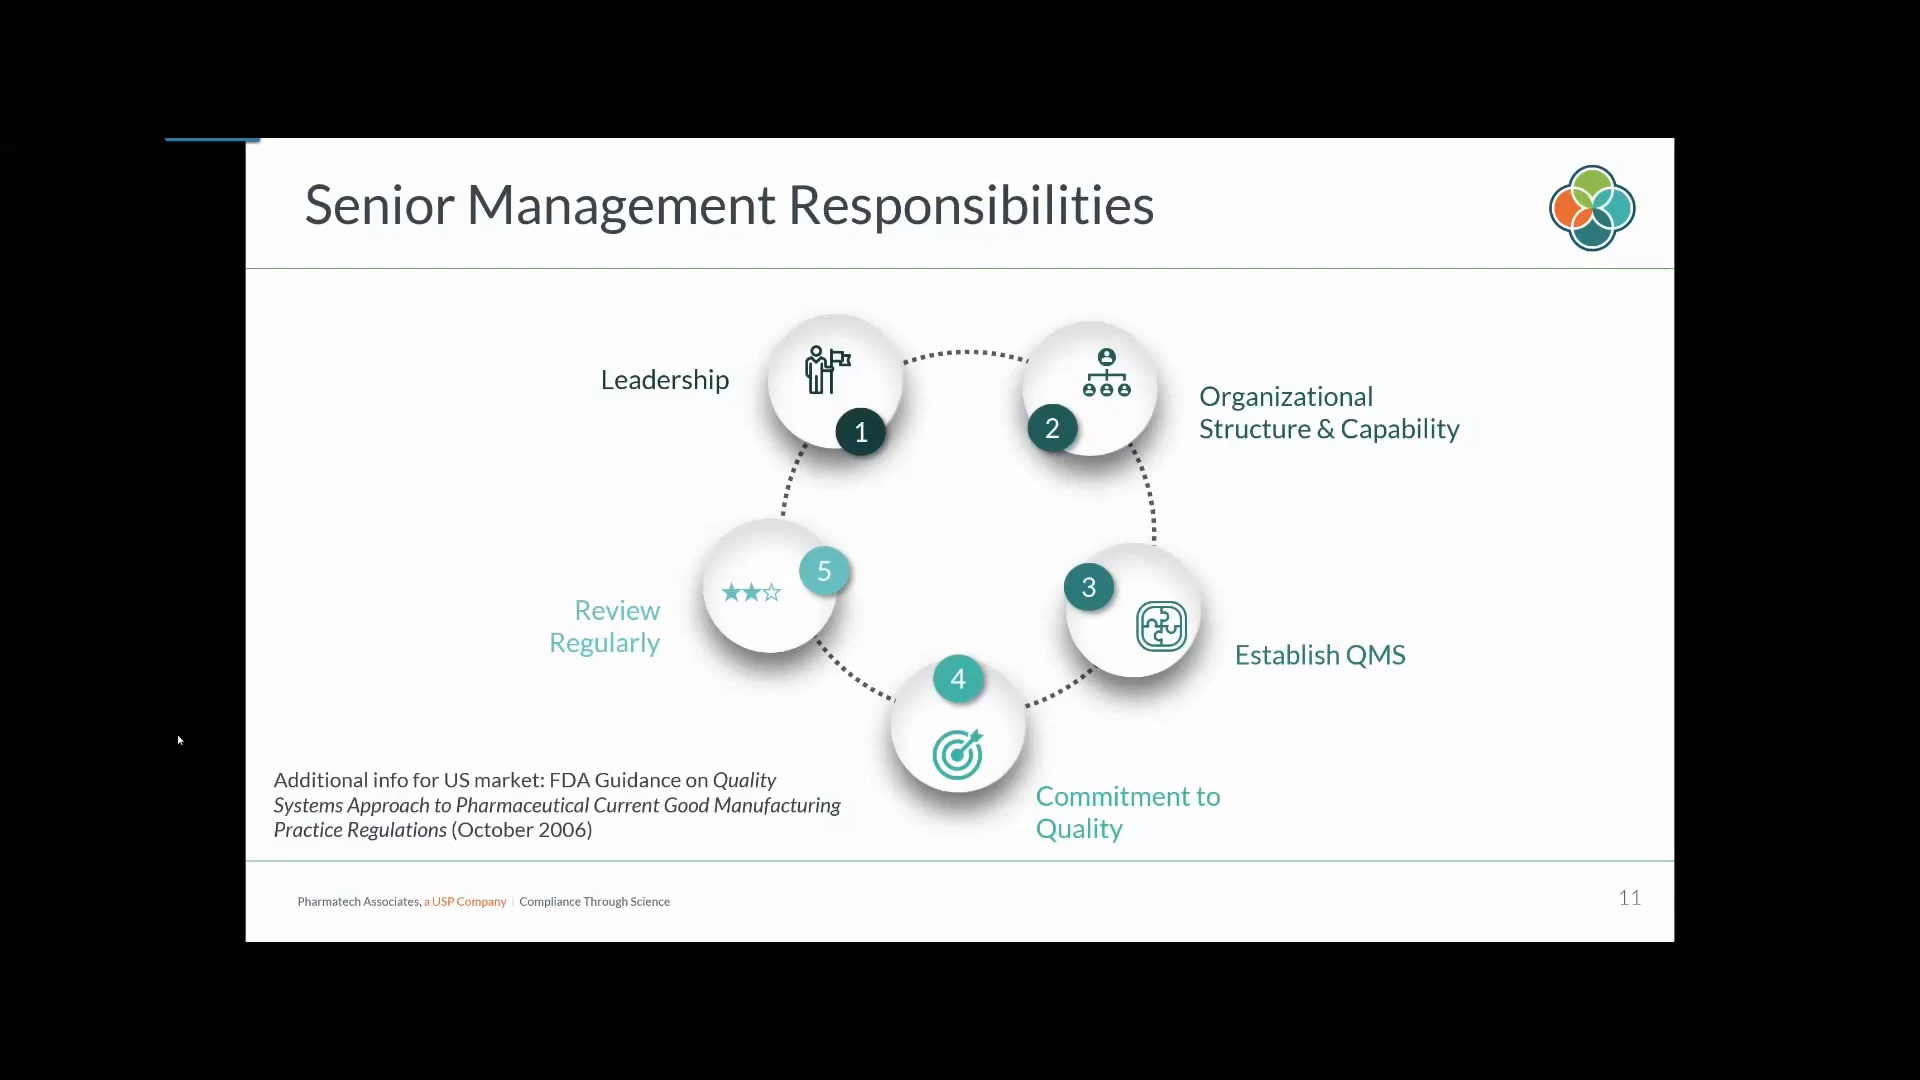 Senior Management Responsibilities
Leadership
1
2
Organizational
Structure & Capability
5
Review
Regularly
3
Establish QMS
4
Commitment to
Quality
Additional info for US market: FDA Guidance on Quality
Systems Approach to Pharmaceutical Current Good Manufacturing
Practice Regulations (October 2006)
Pharmatech Associates, a USP Company | Compliance Through Science
11